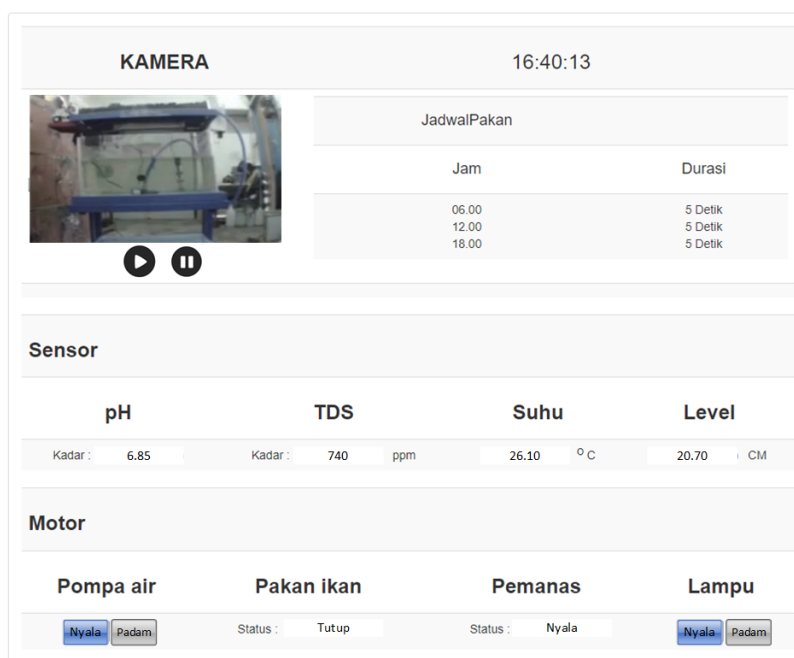 KAMERA 16:40:13
JadwalPakan
Jam Durasi
06.00 5 Detik
12.00 5 Detik
18.00 5 Detik
Sensor
pH TDS Suhu Level
Kadar : 6.85 Kadar : 740 ppm 26.10 O C 20.70 CM
Motor
Pompa air Pakan ikan Pemanas Lampu
Nyala Padam Status : Tutup Status : Nyala Nyala Padam